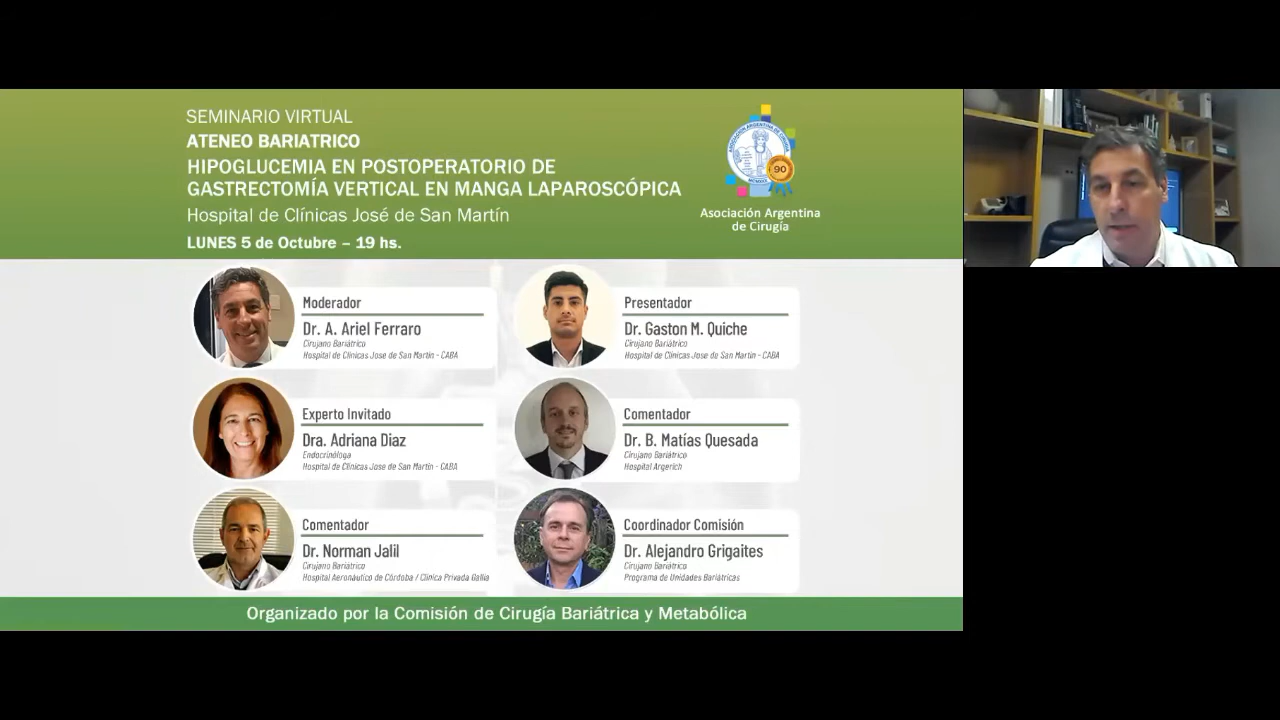 SEMINARIO VIRTUAL
ATENEO BARIATRICO
HIPOGLUCEMIA EN POSTOPERATORIO DE
GASTRECTOMÍA VERTICAL EN MANGA LAPAROSCÓPICA
Hospital de Clínicas José de San Martín
LUNES 5 de Octubre – 19 hs.
ASOCIACIÓN ARGENTINA DE CIRUGÍA
90
Asociación Argentina
de Cirugía
Moderador
Dr. A. Ariel Ferraro
Cirujano Bariátrico
Hospital de Clínicas Jose de San Martín - CABA
Presentador
Dr. Gaston M. Quiche
Cirujano Bariátrico
Hospital de Clínicas Jose de San Martín - CABA
Experto Invitado
Dra. Adriana Diaz
Endocrinóloga
Hospital de Clínicas Jose de San Martín - CABA
Comentador
Dr. B. Matías Quesada
Cirujano Bariátrico
Hospital Argerich
Comentador
Dr. Norman Jalil
Cirujano Bariátrico
Hospital Aeronáutico de Córdoba / Clínica Privada Gallia
Coordinador Comisión
Dr. Alejandro Grigaites
Cirujano Bariátrico
Programa de Unidades Bariátricas
Organizado por la Comisión de Cirugía Bariátrica y Metabólica